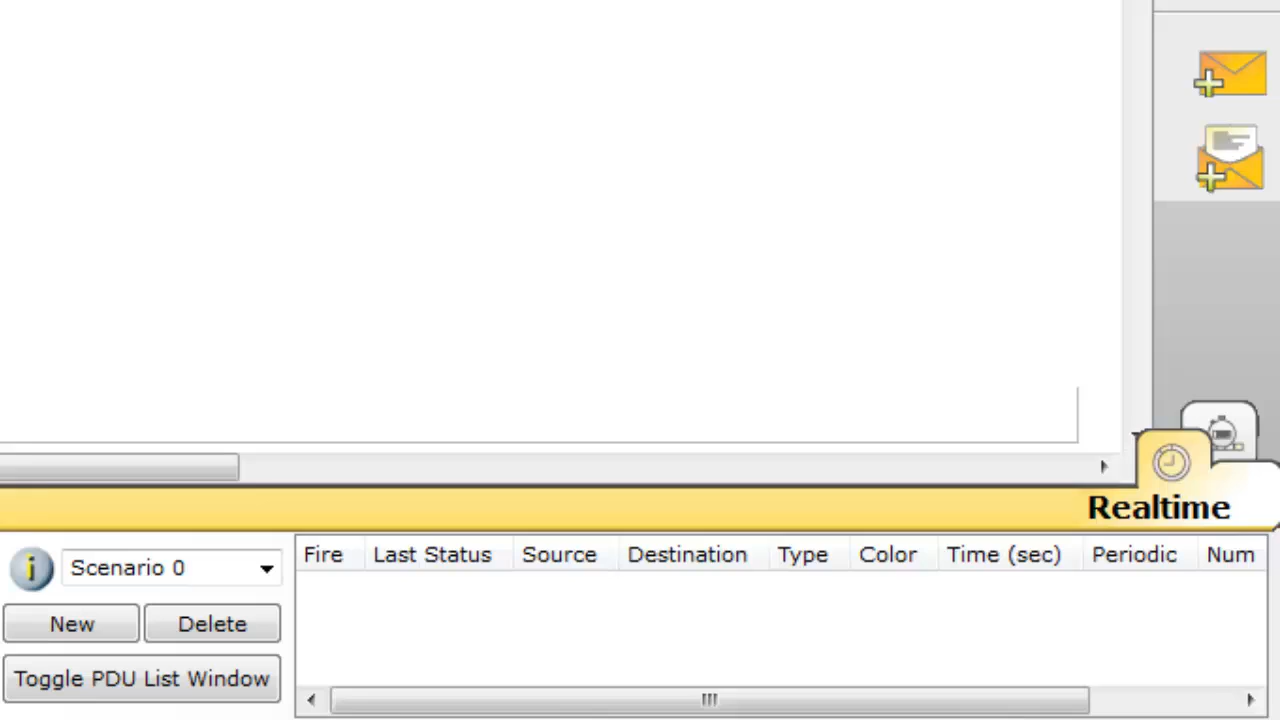 Realtime
Scenario 0
New
Delete
Toggle PDU List Window
Fire Last Status Source Destination Type Color Time (sec) Periodic Num